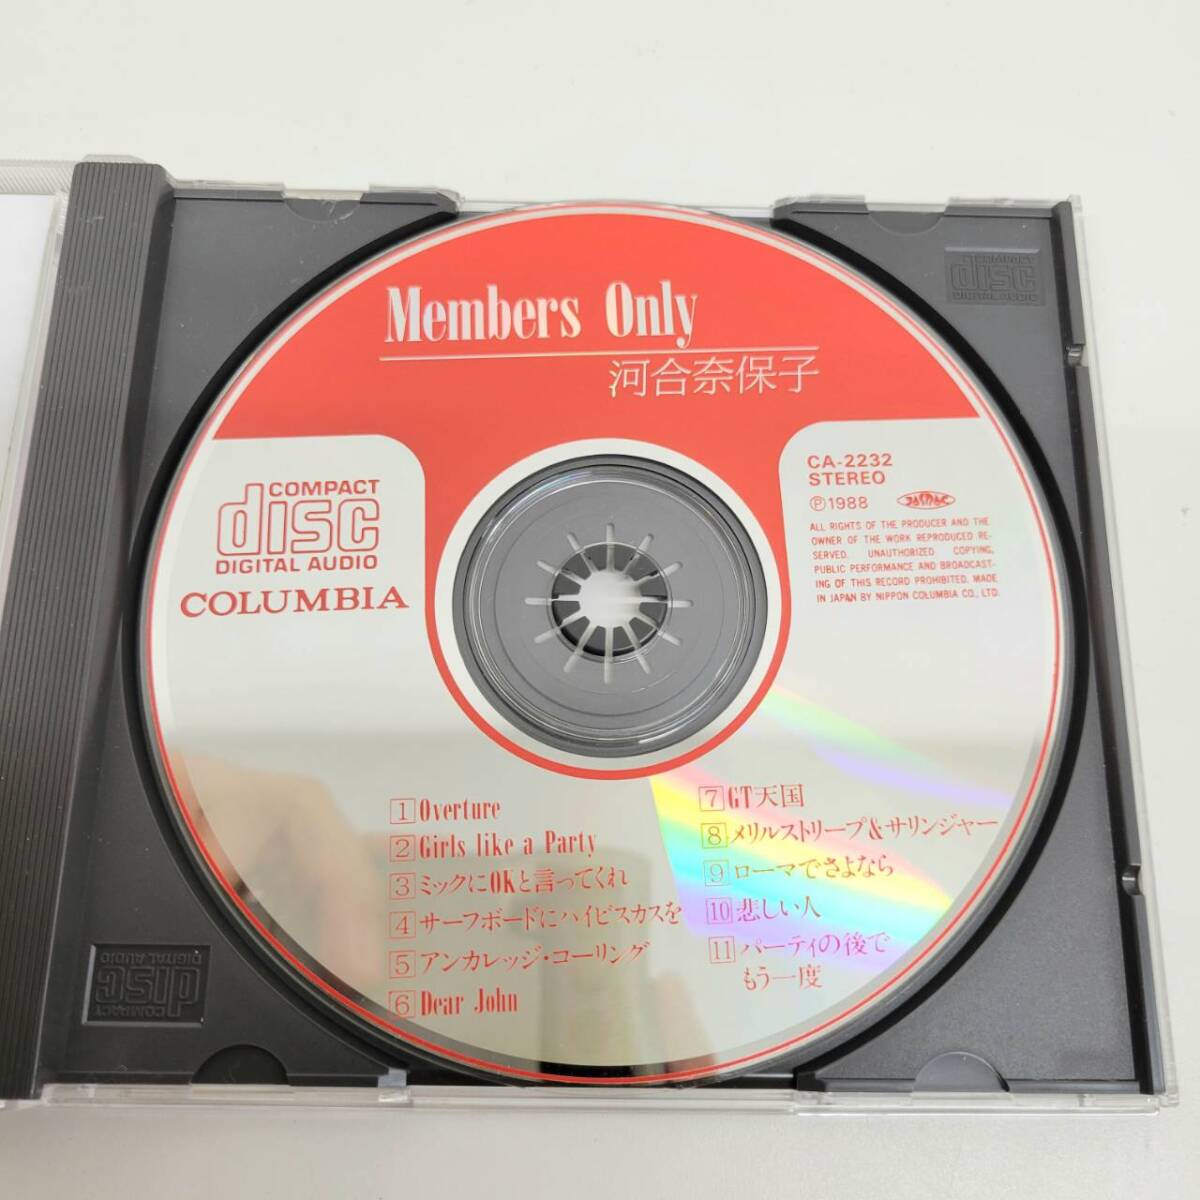 Members Only
河合奈保子
COMPACT
disc
DIGITAL AUDIO
COLUMBIA
CA-2232
STEREO
Ⓟ1988 JASRAC
ALL RIGHTS OF THE PRODUCER AND THE
OWNER OF THE WORK REPRODUCED RE-
SERVED. UNAUTHORIZED COPYING,
PUBLIC PERFORMANCE AND BROADCAST-
ING OF THIS RECORD PROHIBITED. MADE
IN JAPAN BY NIPPON COLUMBIA CO., LTD.
1 Overture
2 Girls like a Party
3 ミックにOKと言ってくれ
4 サーフボードにハイビスカスを
5 アンカレッジ・コーリング
6 Dear John
7 GT天国
8 メリルストリープ&サリンジャー
9 ローマでさよなら
10 悲しい人
11 パーティの後で
もう一度
COMPACT
disc
DIGITAL AUDIO
COMPACT
disc
DIGITAL AUDIO